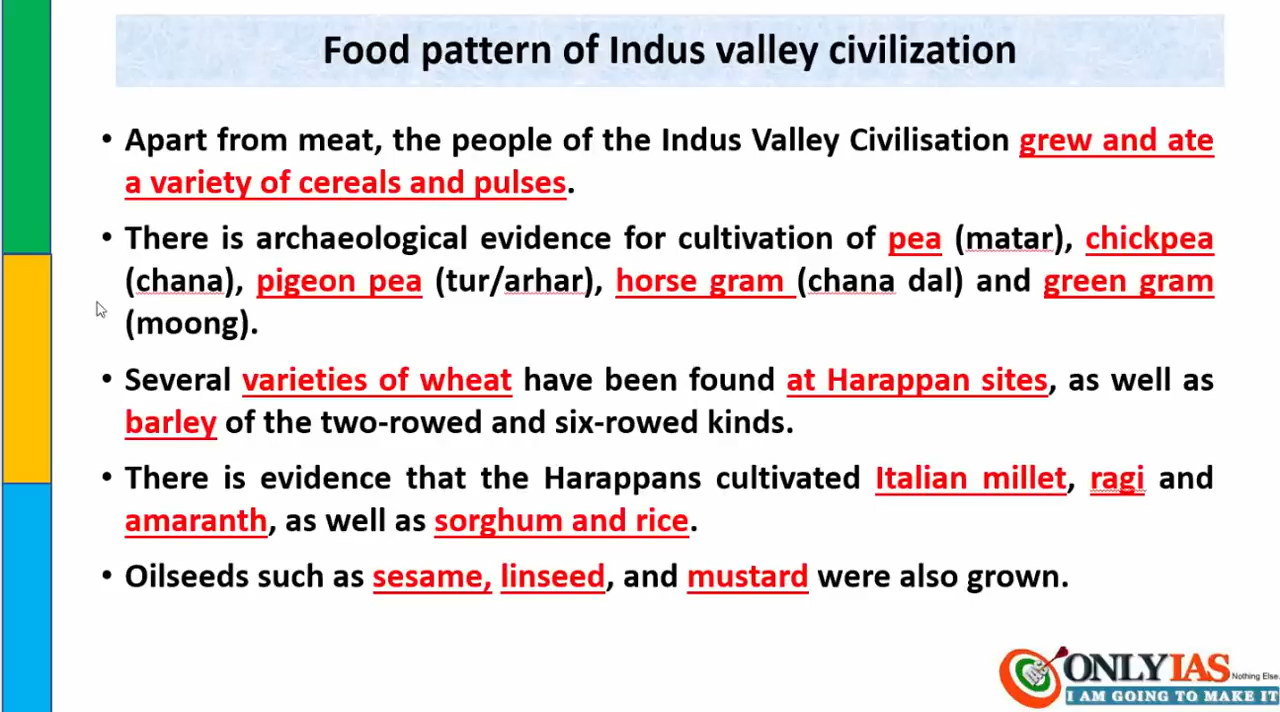 Food pattern of Indus valley civilization
• Apart from meat, the people of the Indus Valley Civilisation grew and ate
a variety of cereals and pulses.
• There is archaeological evidence for cultivation of pea (matar), chickpea
(chana), pigeon pea (tur/arhar), horse gram (chana dal) and green gram
(moong).
• Several varieties of wheat have been found at Harappan sites, as well as
barley of the two-rowed and six-rowed kinds.
• There is evidence that the Harappans cultivated Italian millet, ragi and
amaranth, as well as sorghum and rice.
• Oilseeds such as sesame, linseed, and mustard were also grown.
ONLYIAS Nothing Else.
I AM GOING TO MAKE IT